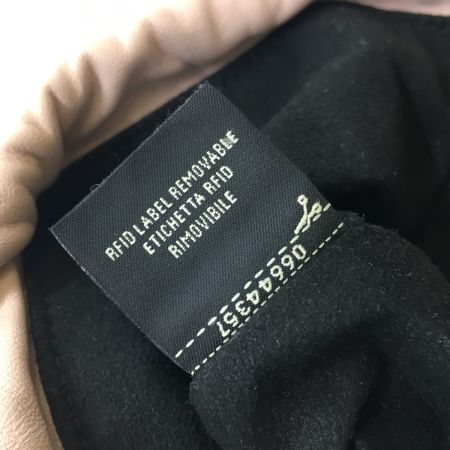 RFID LABEL REMOVABLE
ETICHETTA RFID
RIMOVIBILE
06644357